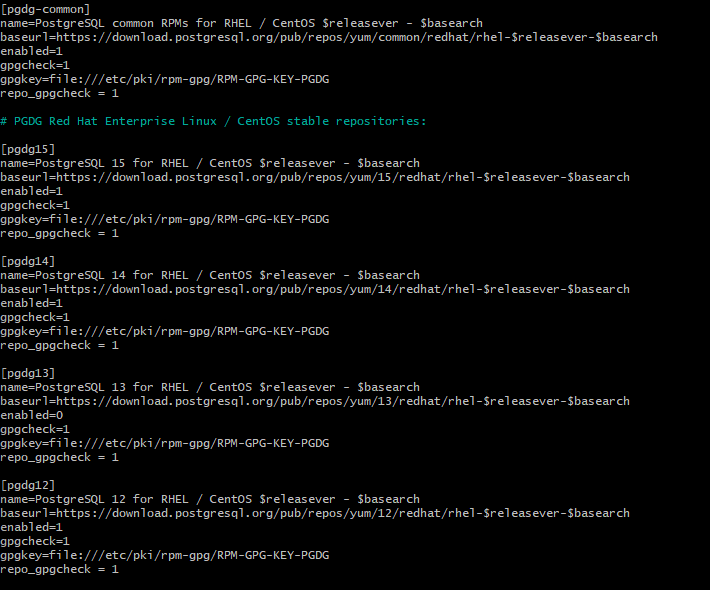 [pgdg-common]
name=PostgreSQL common RPMs for RHEL / CentOS $releasever - $basearch
baseurl=https://download.postgresql.org/pub/repos/yum/common/redhat/rhel-$releasever-$basearch
enabled=1
gpgcheck=1
gpgkey=file:///etc/pki/rpm-gpg/RPM-GPG-KEY-PGDG
repo_gpgcheck = 1

# PGDG Red Hat Enterprise Linux / CentOS stable repositories:

[pgdg15]
name=PostgreSQL 15 for RHEL / CentOS $releasever - $basearch
baseurl=https://download.postgresql.org/pub/repos/yum/15/redhat/rhel-$releasever-$basearch
enabled=1
gpgcheck=1
gpgkey=file:///etc/pki/rpm-gpg/RPM-GPG-KEY-PGDG
repo_gpgcheck = 1

[pgdg14]
name=PostgreSQL 14 for RHEL / CentOS $releasever - $basearch
baseurl=https://download.postgresql.org/pub/repos/yum/14/redhat/rhel-$releasever-$basearch
enabled=1
gpgcheck=1
gpgkey=file:///etc/pki/rpm-gpg/RPM-GPG-KEY-PGDG
repo_gpgcheck = 1

[pgdg13]
name=PostgreSQL 13 for RHEL / CentOS $releasever - $basearch
baseurl=https://download.postgresql.org/pub/repos/yum/13/redhat/rhel-$releasever-$basearch
enabled=0
gpgcheck=1
gpgkey=file:///etc/pki/rpm-gpg/RPM-GPG-KEY-PGDG
repo_gpgcheck = 1

[pgdg12]
name=PostgreSQL 12 for RHEL / CentOS $releasever - $basearch
baseurl=https://download.postgresql.org/pub/repos/yum/12/redhat/rhel-$releasever-$basearch
enabled=1
gpgcheck=1
gpgkey=file:///etc/pki/rpm-gpg/RPM-GPG-KEY-PGDG
repo_gpgcheck = 1